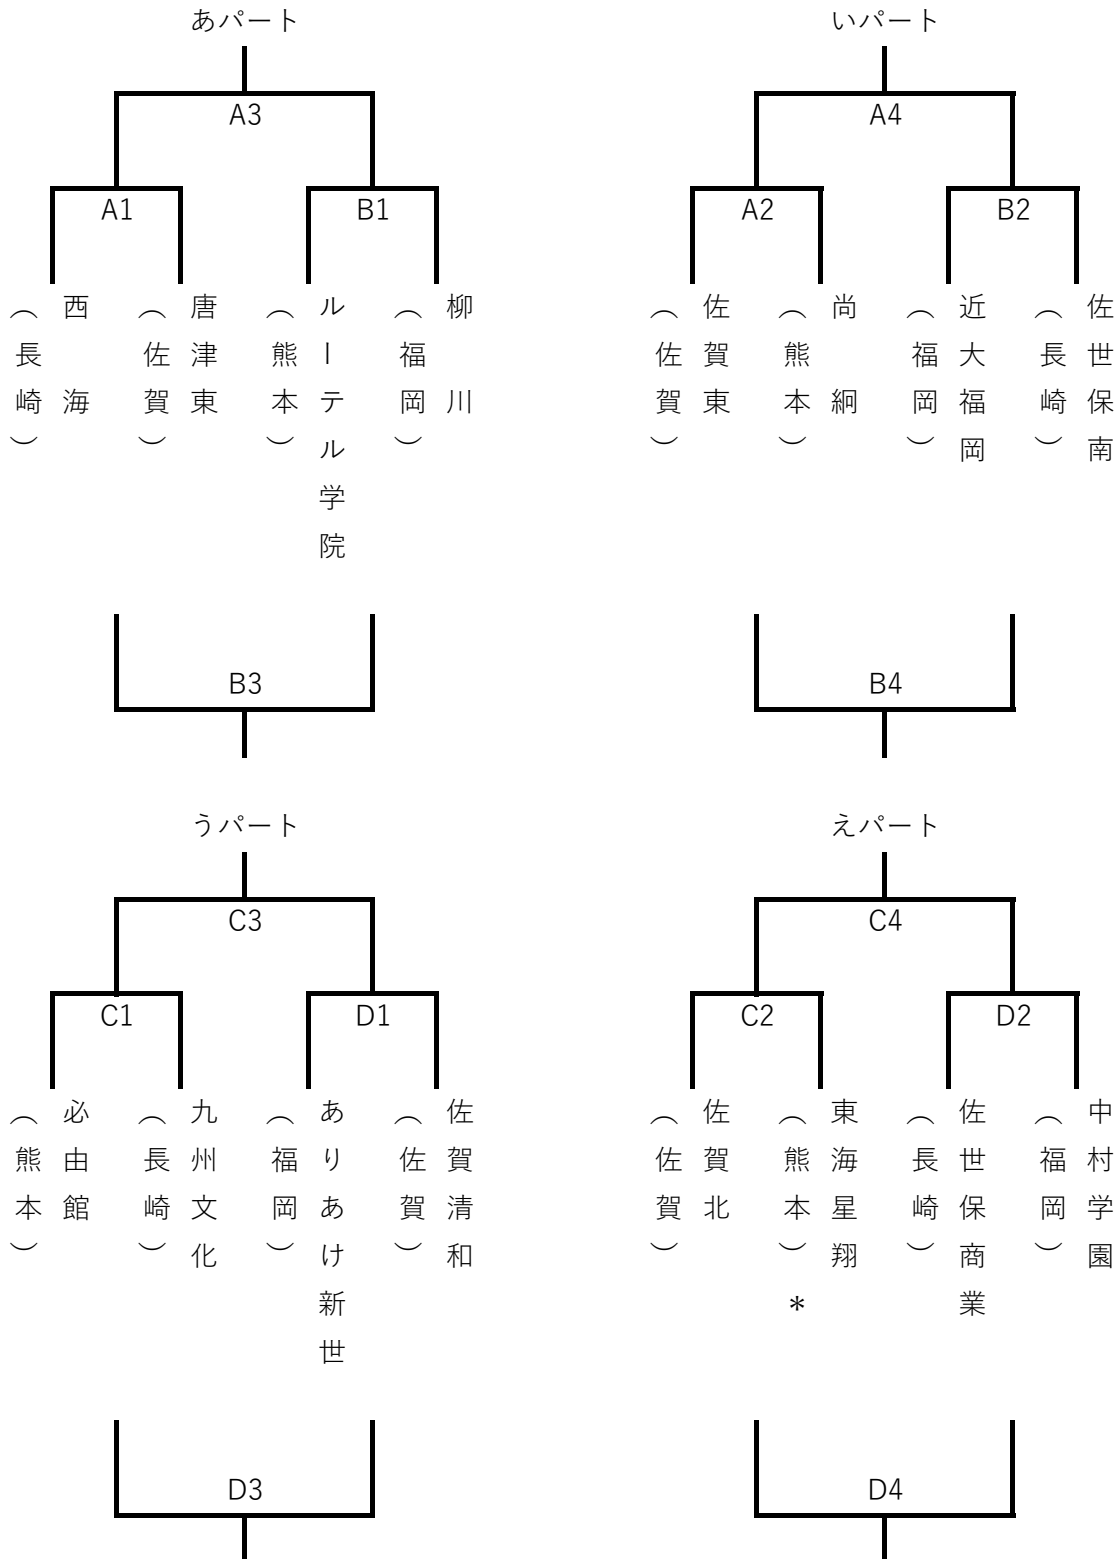 あパート
A3
A1
B1
西海
（長崎）
唐津東
（佐賀）
ルーテル学院
（熊本）
柳川
（福岡）
B3
いパート
A4
A2
B2
佐賀東
（佐賀）
尚絅
（熊本）
近大福岡
（福岡）
佐世保南
（長崎）
B4
うパート
C3
C1
D1
必由館
（熊本）
九州文化
（長崎）
ありあけ新世
（福岡）
佐賀清和
（佐賀）
D3
えパート
C4
C2
D2
佐賀北
（佐賀）
東海星翔
（熊本）*
佐世保商業
（長崎）
中村学園
（福岡）
D4